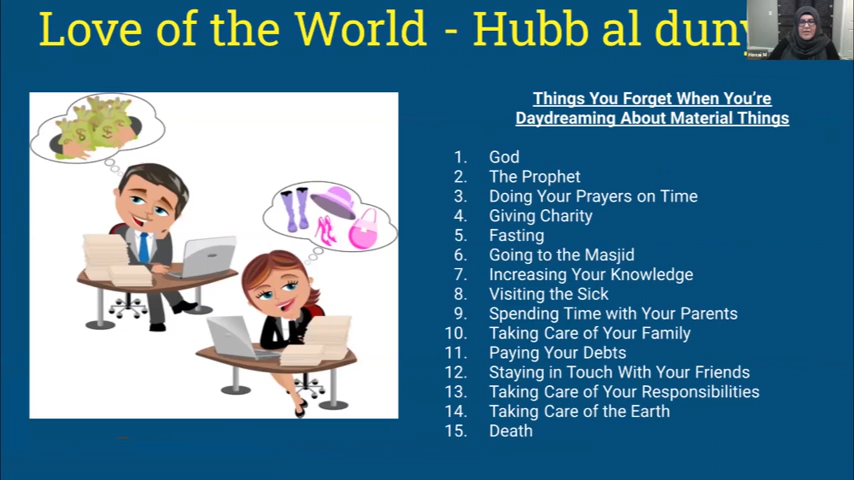 Love of the World - Hubb al
Things You Forget When You're
Daydreaming About Material Things
1. God
2. The Prophet
3. Doing Your Prayers on Time
4. Giving Charity
5. Fasting
6. Going to the Masjid
7. Increasing Your Knowledge
8. Visiting the Sick
9. Spending Time with Your Parents
10. Taking Care of Your Family
11. Paying Your Debts
12. Staying in Touch With Your Friends
13. Taking Care of Your Responsibilities
14. Taking Care of the Earth
15. Death